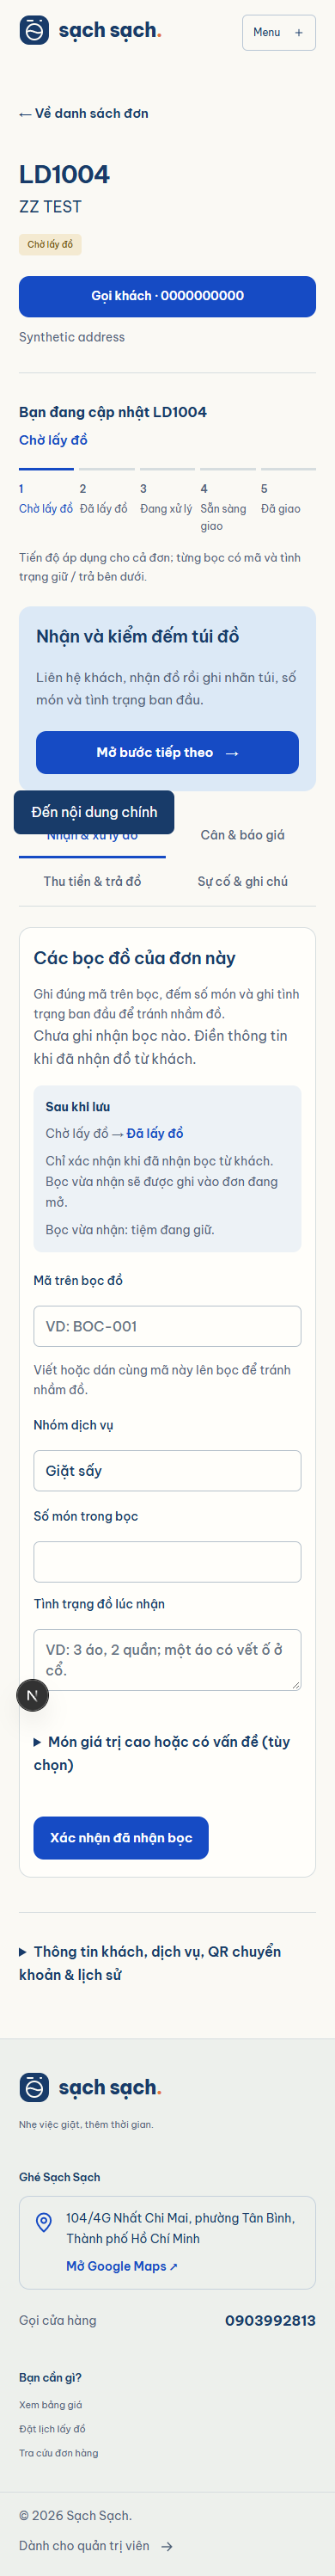 sạch sạch.
Menu +
← Về danh sách đơn
LD1004
ZZ TEST
Chờ lấy đồ
Gọi khách · 0000000000
Synthetic address
Bạn đang cập nhật LD1004
Chờ lấy đồ
1
Chờ lấy đồ
2
Đã lấy đồ
3
Đang xử lý
4
Sẵn sàng
giao
5
Đã giao
Tiến độ áp dụng cho cả đơn; từng bọc có mã và tình
trạng giữ / trả bên dưới.
Nhận và kiểm đếm túi đồ
Liên hệ khách, nhận đồ rồi ghi nhãn túi, số
món và tình trạng ban đầu.
Mở bước tiếp theo →
Đến nội dung chính
Nhận & xử lý đồ
Cân & báo giá
Thu tiền & trả đồ
Sự cố & ghi chú
Các bọc đồ của đơn này
Ghi đúng mã trên bọc, đếm số món và ghi tình
trạng ban đầu để tránh nhầm đồ.
Chưa ghi nhận bọc nào. Điền thông tin
khi đã nhận đồ từ khách.
Sau khi lưu
Chờ lấy đồ → Đã lấy đồ
Chỉ xác nhận khi đã nhận bọc từ khách.
Bọc vừa nhận sẽ được ghi vào đơn đang
mở.
Bọc vừa nhận: tiệm đang giữ.
Mã trên bọc đồ
VD: BOC-001
Viết hoặc dán cùng mã này lên bọc để tránh
nhầm đồ.
Nhóm dịch vụ
Giặt sấy
Số món trong bọc
Tình trạng đồ lúc nhận
VD: 3 áo, 2 quần; một áo có vết ố ở
cổ.
N
▶ Món giá trị cao hoặc có vấn đề (tùy
chọn)
Xác nhận đã nhận bọc
▶ Thông tin khách, dịch vụ, QR chuyển
khoản & lịch sử
sạch sạch.
Nhẹ việc giặt, thêm thời gian.
Ghé Sạch Sạch
104/4G Nhất Chi Mai, phường Tân Bình,
Thành phố Hồ Chí Minh
Mở Google Maps ↗
Gọi cửa hàng
0903992813
Bạn cần gì?
Xem bảng giá
Đặt lịch lấy đồ
Tra cứu đơn hàng
© 2026 Sạch Sạch.
Dành cho quản trị viên →